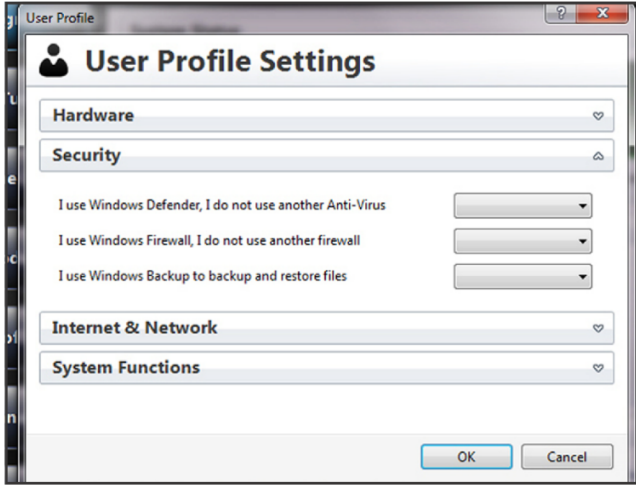 User Profile
User Profile Settings
Hardware
Security
I use Windows Defender, I do not use another Anti-Virus
I use Windows Firewall, I do not use another firewall
I use Windows Backup to backup and restore files
Internet & Network
System Functions
OK
Cancel